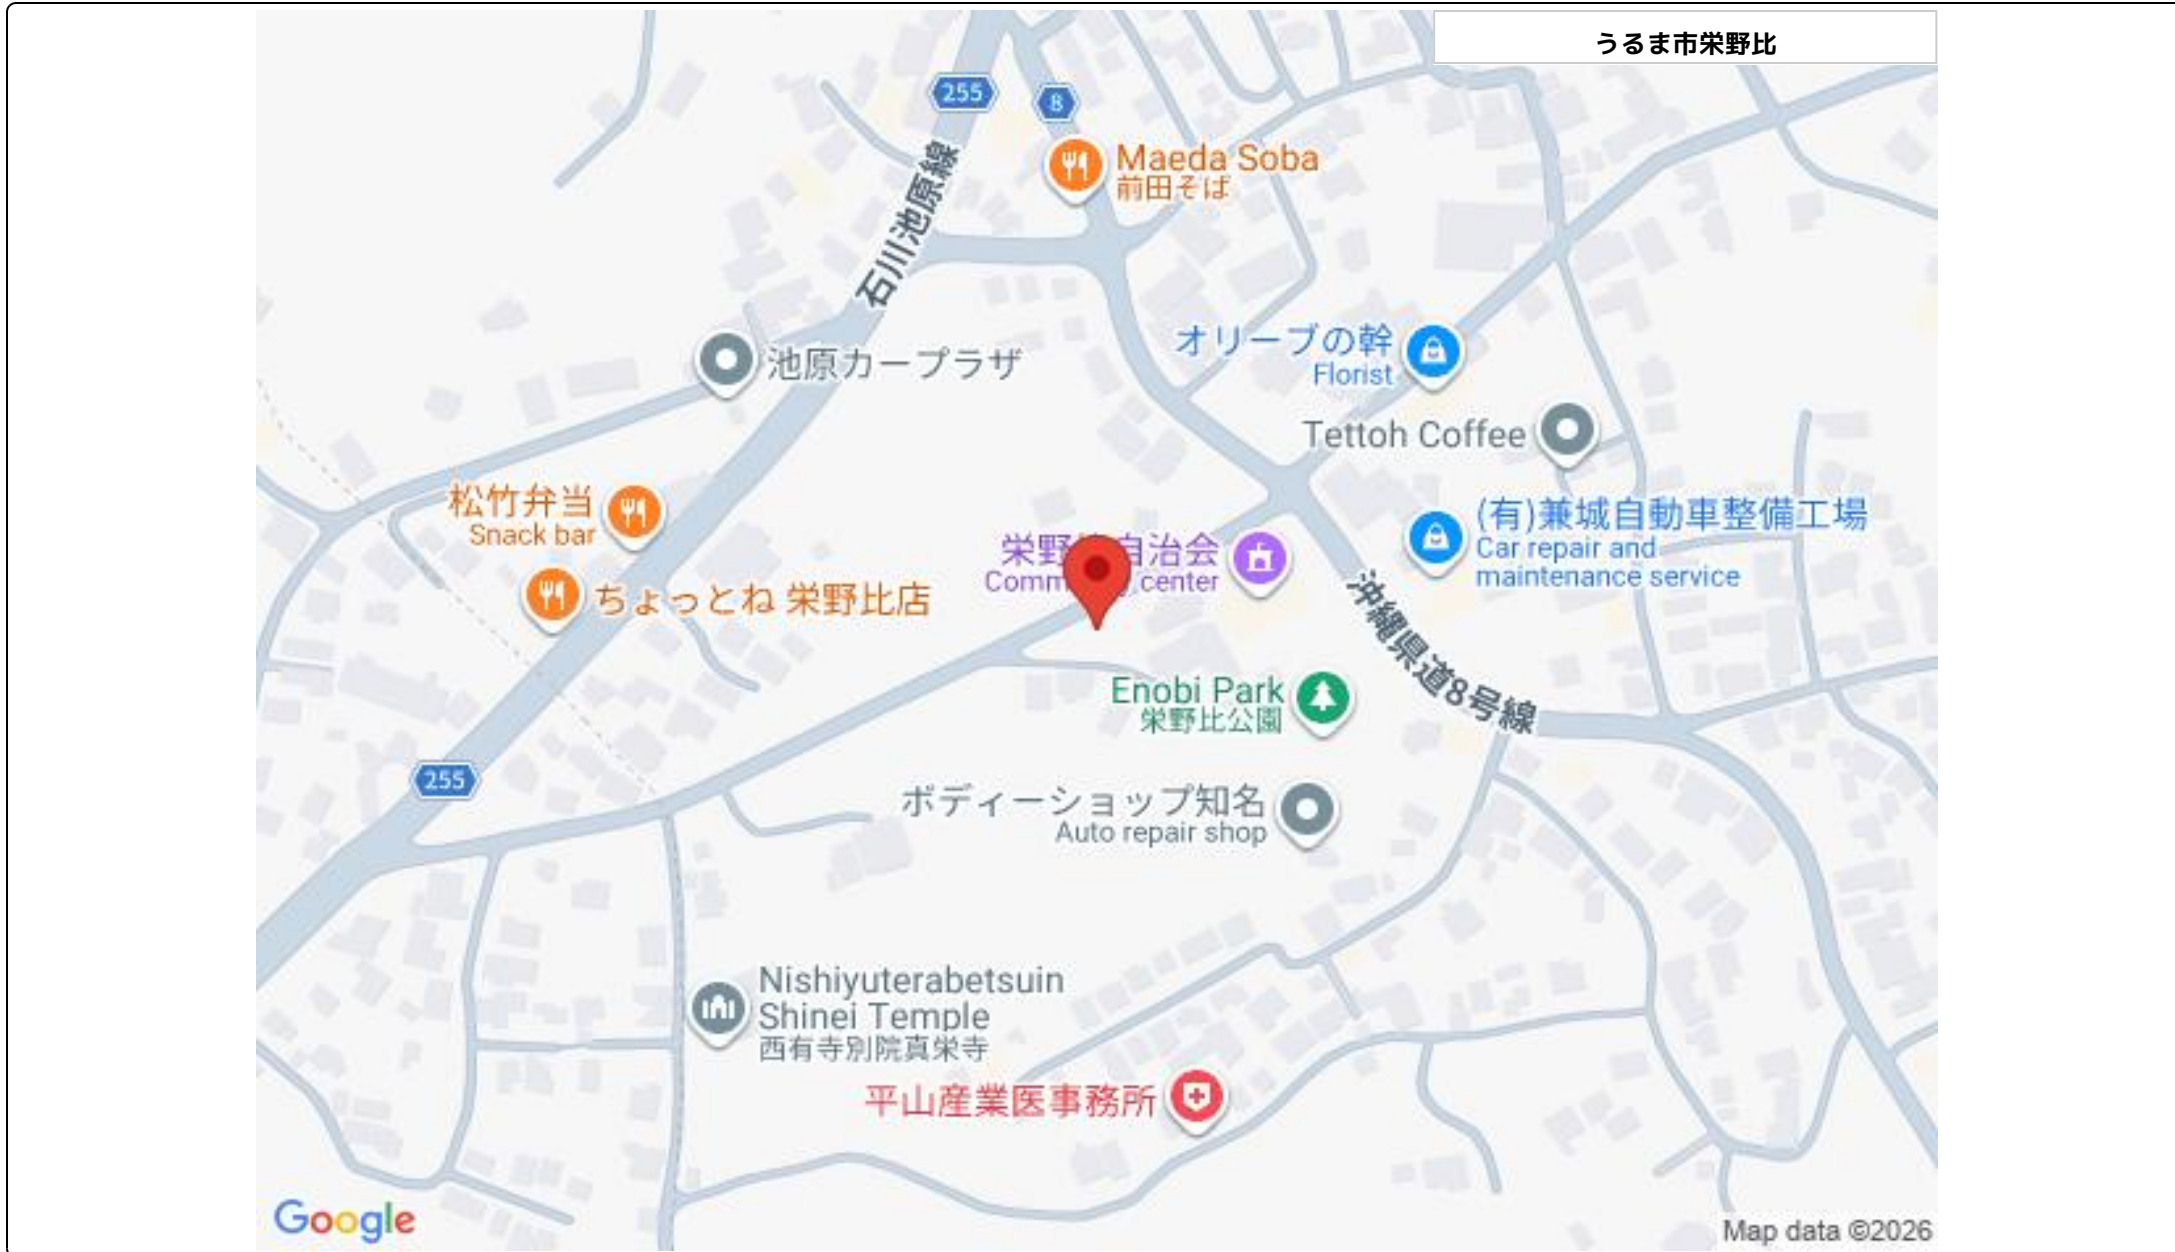 うるま市栄野比
255
8
Maeda Soba
前田そば
石川池原線
オリーブの幹
Florist
池原カープラザ
Tettoh Coffee
松竹弁当
Snack bar
(有)兼城自動車整備工場
Car repair and
maintenance service
栄野 自治会
center
ちょっとね 栄野比店
沖縄県道8号線
Enobi Park
栄野比公園
255
ボディーショップ知名
Auto repair shop
Nishiyuterabetsuin
Shinei Temple
西有寺別院真栄寺
平山産業医事務所
Google
Map data ©2026